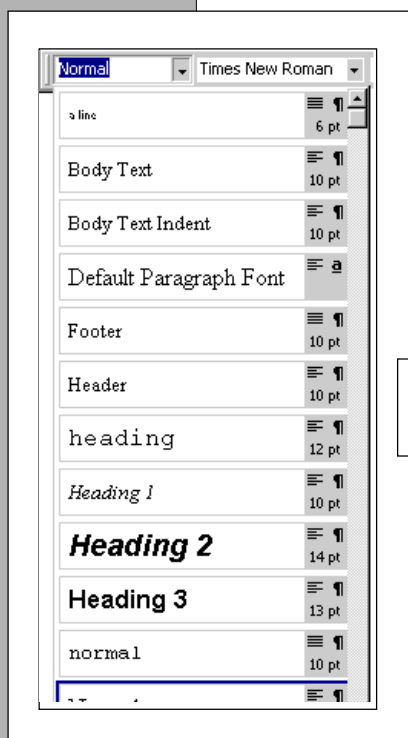 Normal Times New Roman
a line ¶
6 pt
Body Text ¶
10 pt
Body Text Indent ¶
10 pt
Default Paragraph Font a
Footer ¶
10 pt
Header ¶
10 pt
heading ¶
12 pt
Heading 1 ¶
10 pt
Heading 2 ¶
14 pt
Heading 3 ¶
13 pt
normal ¶
10 pt
¶